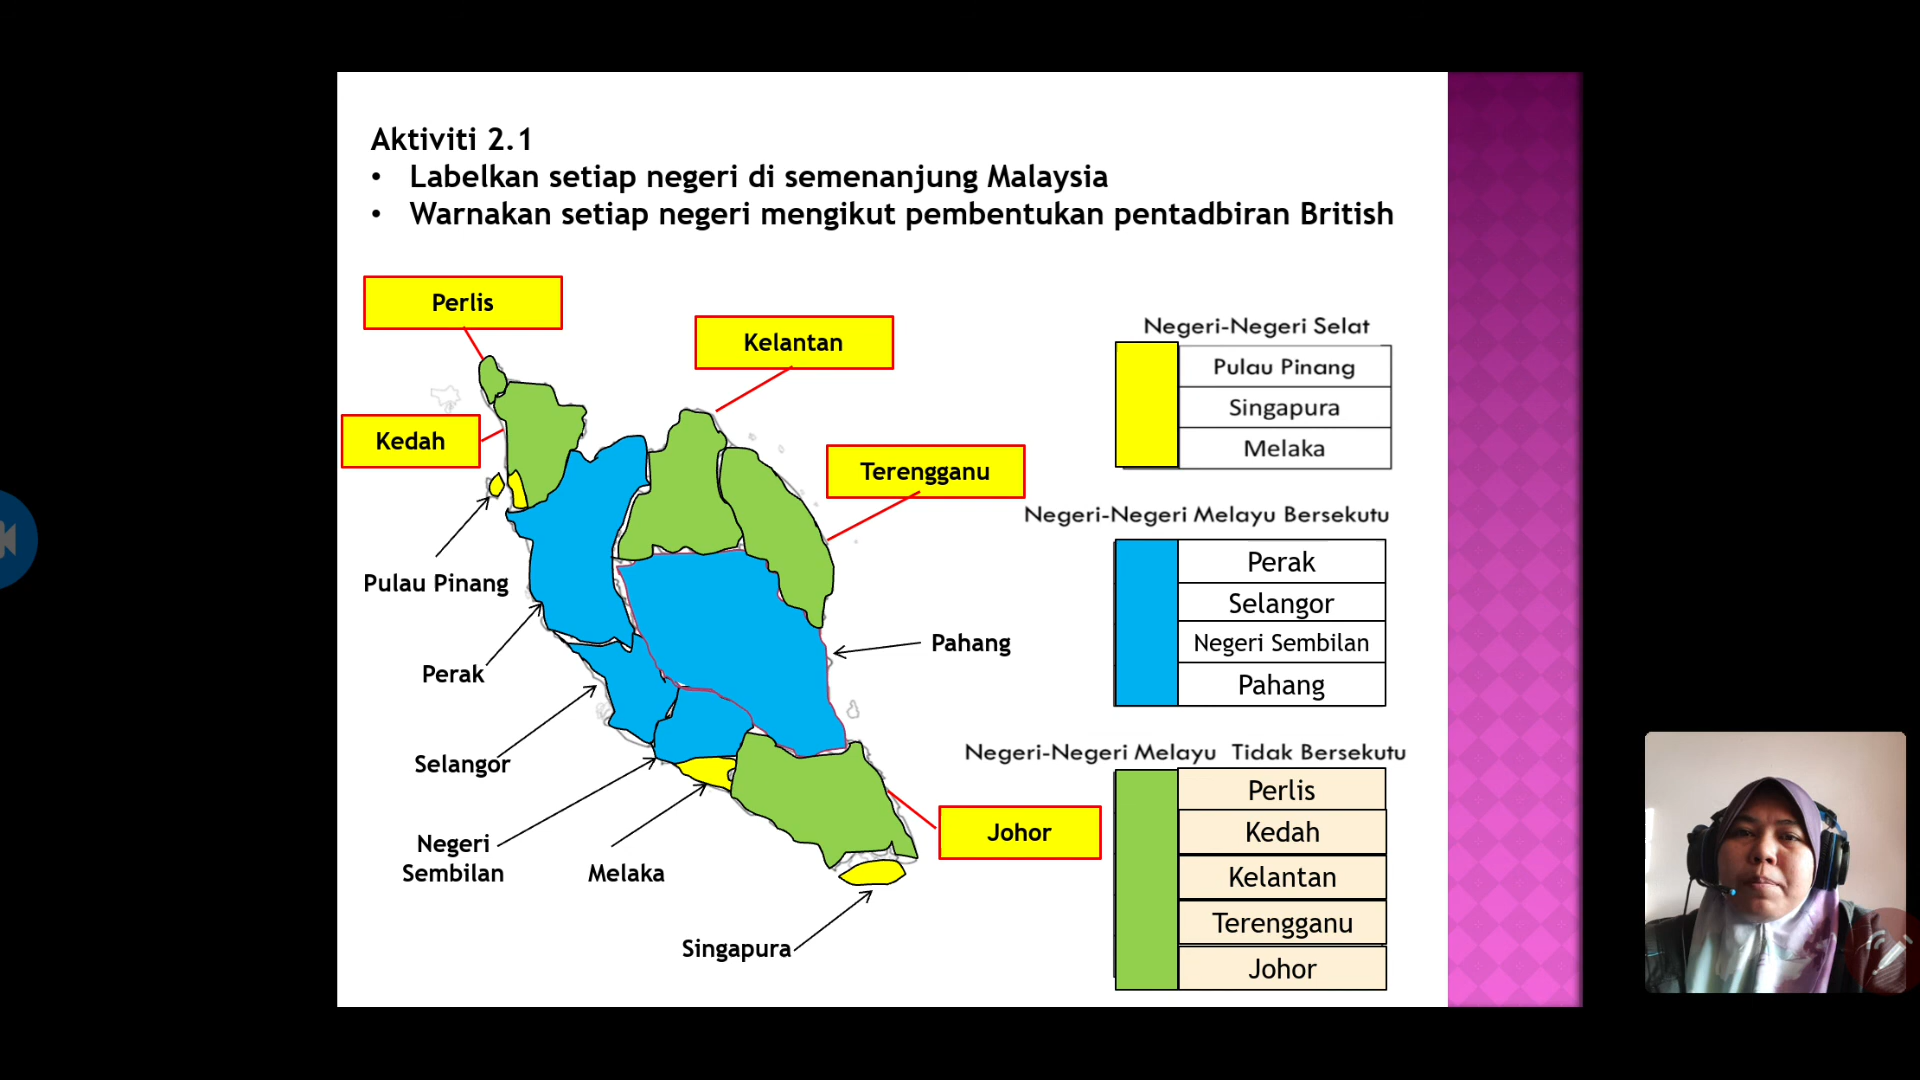 Aktiviti 2.1
• Labelkan setiap negeri di semenanjung Malaysia
• Warnakan setiap negeri mengikut pembentukan pentadbiran British
Perlis
Kelantan
Kedah
Terengganu
Pulau Pinang
Perak
Pahang
Selangor
Negeri
Sembilan
Melaka
Johor
Singapura
Negeri-Negeri Selat
Pulau Pinang
Singapura
Melaka
Negeri-Negeri Melayu Bersekutu
Perak
Selangor
Negeri Sembilan
Pahang
Negeri-Negeri Melayu Tidak Bersekutu
Perlis
Kedah
Kelantan
Terengganu
Johor